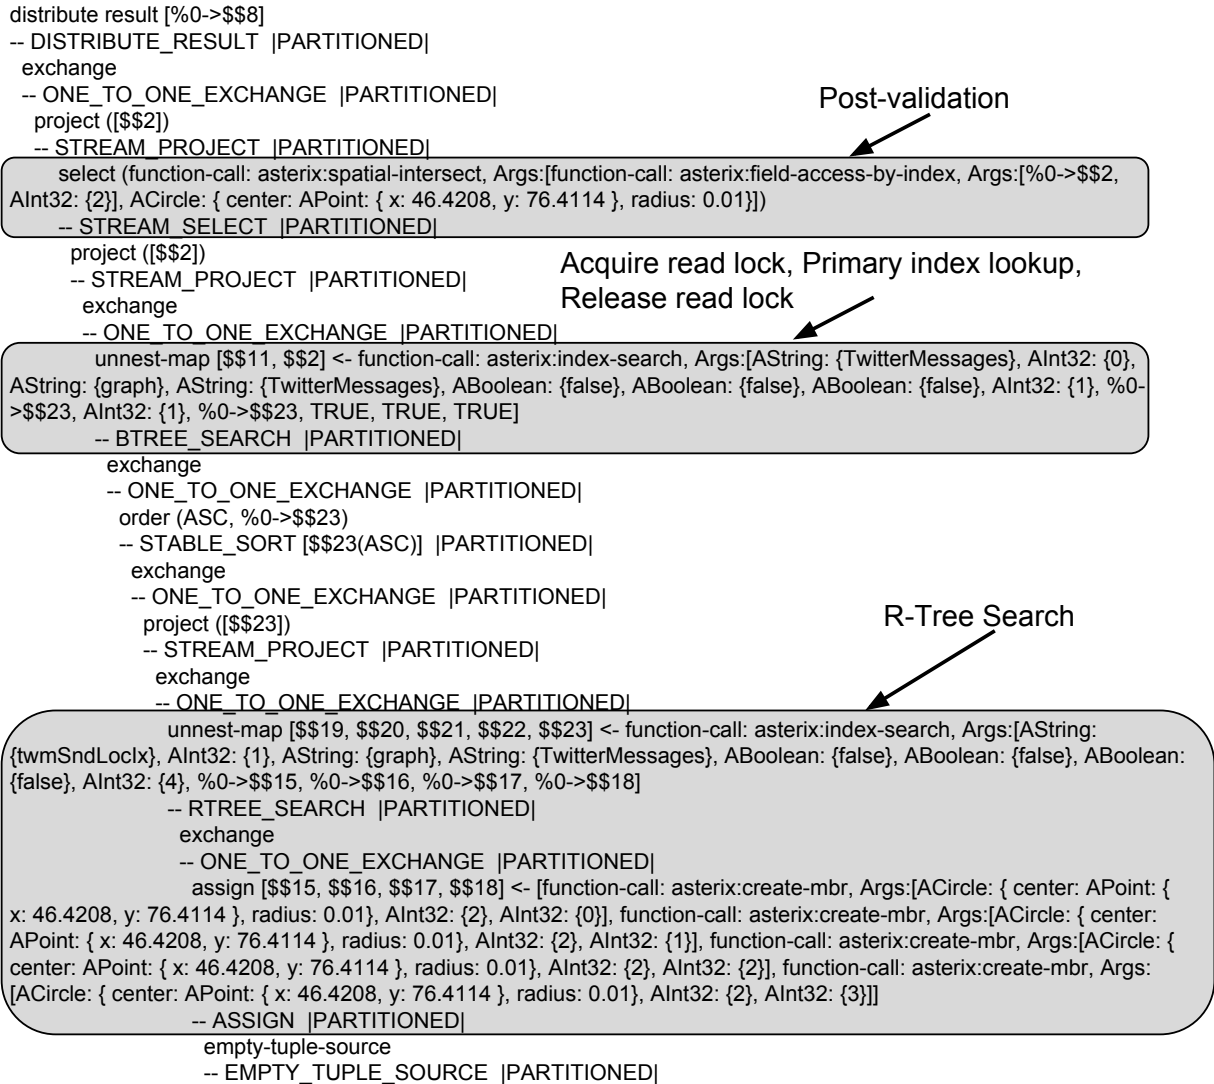 distribute result [%0->$$8]
-- DISTRIBUTE_RESULT |PARTITIONED|
exchange
-- ONE_TO_ONE_EXCHANGE |PARTITIONED|
Post-validation
project ([$$2])
-- STREAM_PROJECT |PARTITIONED|
select (function-call: asterix:spatial-intersect, Args:[function-call: asterix:field-access-by-index, Args:[%0->$$2,
AInt32: {2}], ACircle: { center: APoint: { x: 46.4208, y: 76.4114 }, radius: 0.01}])
-- STREAM_SELECT |PARTITIONED|
project ([$$2])
-- STREAM_PROJECT |PARTITIONED|
Acquire read lock, Primary index lookup,
Release read lock
exchange
-- ONE_TO_ONE_EXCHANGE |PARTITIONED|
unnest-map [$$11, $$2] <- function-call: asterix:index-search, Args:[AString: {TwitterMessages}, AInt32: {0},
AString: {graph}, AString: {TwitterMessages}, ABoolean: {false}, ABoolean: {false}, ABoolean: {false}, AInt32: {1}, %0-
>$$23, AInt32: {1}, %0->$$23, TRUE, TRUE, TRUE]
-- BTREE_SEARCH |PARTITIONED|
exchange
-- ONE_TO_ONE_EXCHANGE |PARTITIONED|
order (ASC, %0->$$23)
-- STABLE_SORT [$$23(ASC)] |PARTITIONED|
exchange
-- ONE_TO_ONE_EXCHANGE |PARTITIONED|
R-Tree Search
project ([$$23])
-- STREAM_PROJECT |PARTITIONED|
exchange
-- ONE_TO_ONE_EXCHANGE |PARTITIONED|
unnest-map [$$19, $$20, $$21, $$22, $$23] <- function-call: asterix:index-search, Args:[AString:
{twmSndLocIx}, AInt32: {1}, AString: {graph}, AString: {TwitterMessages}, ABoolean: {false}, ABoolean: {false}, ABoolean:
{false}, AInt32: {4}, %0->$$15, %0->$$16, %0->$$17, %0->$$18]
-- RTREE_SEARCH |PARTITIONED|
exchange
-- ONE_TO_ONE_EXCHANGE |PARTITIONED|
assign [$$15, $$16, $$17, $$18] <- [function-call: asterix:create-mbr, Args:[ACircle: { center: APoint: {
x: 46.4208, y: 76.4114 }, radius: 0.01}, AInt32: {2}, AInt32: {0}], function-call: asterix:create-mbr, Args:[ACircle: { center:
APoint: { x: 46.4208, y: 76.4114 }, radius: 0.01}, AInt32: {2}, AInt32: {1}], function-call: asterix:create-mbr, Args:[ACircle: {
center: APoint: { x: 46.4208, y: 76.4114 }, radius: 0.01}, AInt32: {2}, AInt32: {2}], function-call: asterix:create-mbr, Args:
[ACircle: { center: APoint: { x: 46.4208, y: 76.4114 }, radius: 0.01}, AInt32: {2}, AInt32: {3}]]
-- ASSIGN |PARTITIONED|
empty-tuple-source
-- EMPTY_TUPLE_SOURCE |PARTITIONED|